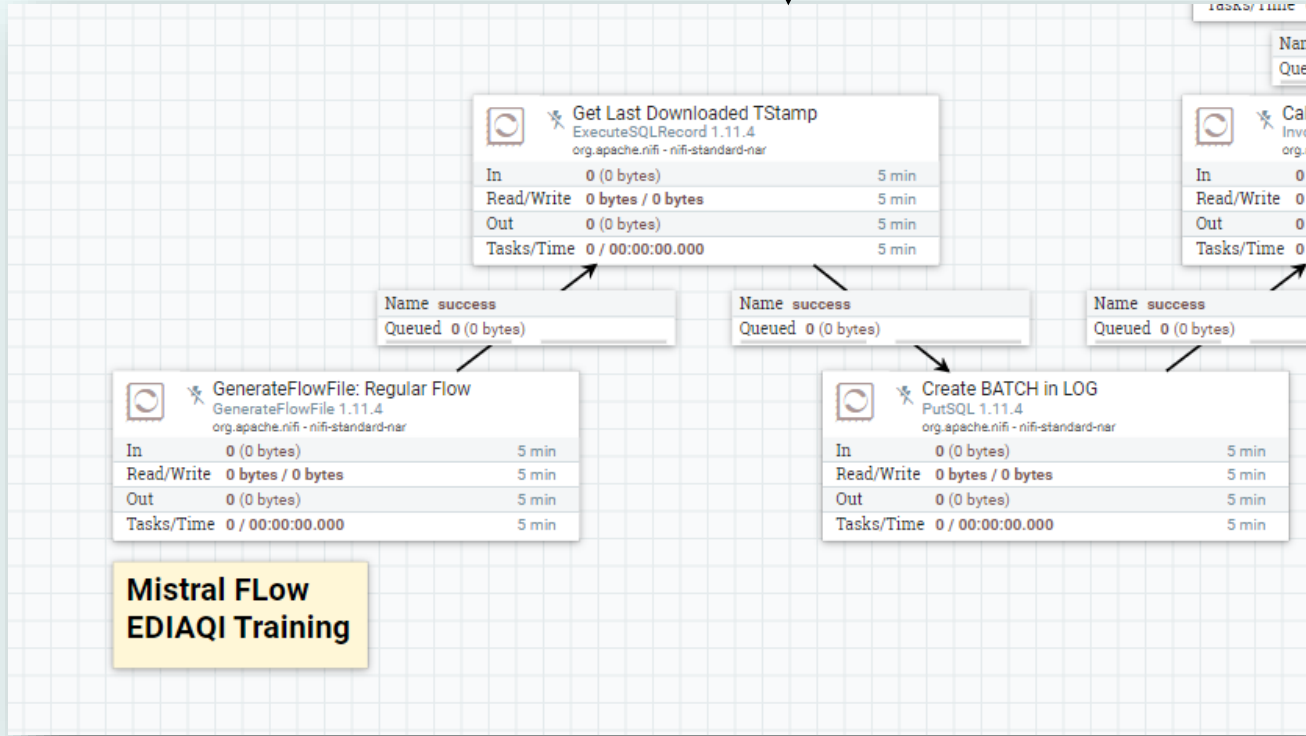 Tasks/Time
Queued
Get Last Downloaded TStamp
ExecuteSQLRecord 1.11.4
org.apache.nifi - nifi-standard-nar
In 0 (0 bytes) 5 min
Read/Write 0 bytes / 0 bytes 5 min
Out 0 (0 bytes) 5 min
Tasks/Time 0 / 00:00:00.000 5 min
In 0
Read/Write 0
Out 0
Tasks/Time 0
Name success
Queued 0 (0 bytes)
Name success
Queued 0 (0 bytes)
Name success
Queued 0 (0 bytes)
GenerateFlowFile: Regular Flow
GenerateFlowFile 1.11.4
org.apache.nifi - nifi-standard-nar
In 0 (0 bytes) 5 min
Read/Write 0 bytes / 0 bytes 5 min
Out 0 (0 bytes) 5 min
Tasks/Time 0 / 00:00:00.000 5 min
Create BATCH in LOG
PutSQL 1.11.4
org.apache.nifi - nifi-standard-nar
In 0 (0 bytes) 5 min
Read/Write 0 bytes / 0 bytes 5 min
Out 0 (0 bytes) 5 min
Tasks/Time 0 / 00:00:00.000 5 min
Mistral FLow
EDIAQI Training